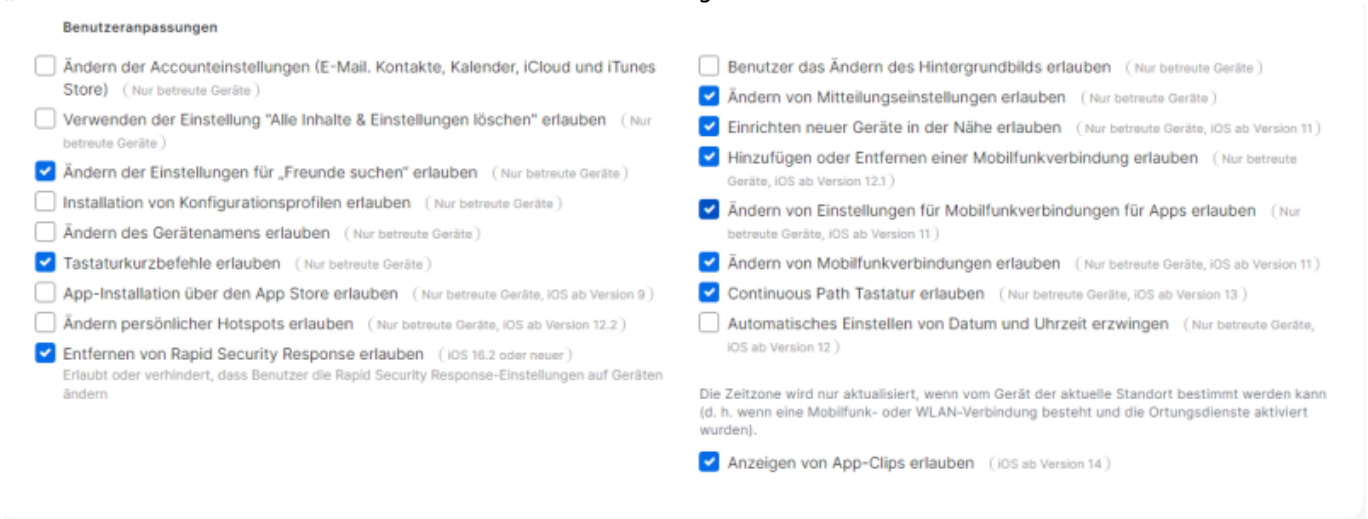 Benutzeranpassungen
Ändern der Accounteinstellungen (E-Mail. Kontakte, Kalender, iCloud und iTunes
Store) (Nur betreute Geräte)
Verwenden der Einstellung "Alle Inhalte & Einstellungen löschen" erlauben (Nur
betreute Geräte)
Ändern der Einstellungen für „Freunde suchen" erlauben (Nur betreute Geräte)
Installation von Konfigurationsprofilen erlauben (Nur betreute Geräte)
Ändern des Gerätenamens erlauben (Nur betreute Geräte)
Tastaturkurzbefehle erlauben (Nur betreute Geräte)
App-Installation über den App Store erlauben (Nur betreute Geräte, iOS ab Version 9)
Ändern persönlicher Hotspots erlauben (Nur betreute Geräte, iOS ab Version 12.2)
Entfernen von Rapid Security Response erlauben (iOS 16.2 oder neuer)
Erlaubt oder verhindert, dass Benutzer die Rapid Security Response-Einstellungen auf Geräten
ändern
Benutzer das Ändern des Hintergrundbilds erlauben (Nur betreute Geräte)
Ändern von Mitteilungseinstellungen erlauben (Nur betreute Geräte)
Einrichten neuer Geräte in der Nähe erlauben (Nur betreute Geräte, iOS ab Version 11)
Hinzufügen oder Entfernen einer Mobilfunkverbindung erlauben (Nur betreute
Geräte, iOS ab Version 12.1)
Ändern von Einstellungen für Mobilfunkverbindungen für Apps erlauben (Nur
betreute Geräte, iOS ab Version 11)
Ändern von Mobilfunkverbindungen erlauben (Nur betreute Geräte, iOS ab Version 11)
Continuous Path Tastatur erlauben (Nur betreute Geräte, iOS ab Version 13)
Automatisches Einstellen von Datum und Uhrzeit erzwingen (Nur betreute Geräte,
iOS ab Version 12)
Die Zeitzone wird nur aktualisiert, wenn vom Gerät der aktuelle Standort bestimmt werden kann
(d. h. wenn eine Mobilfunk- oder WLAN-Verbindung besteht und die Ortungsdienste aktiviert
wurden).
Anzeigen von App-Clips erlauben (iOS ab Version 14)